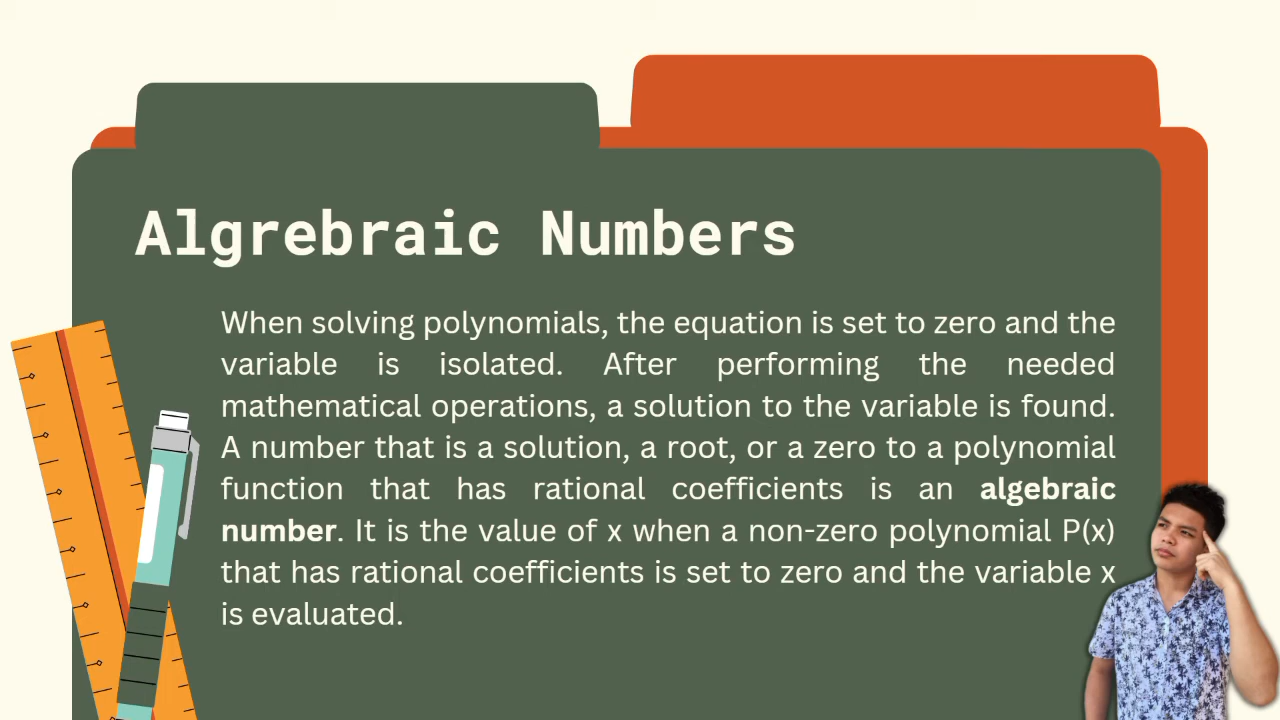 Algrebraic Numbers
When solving polynomials, the equation is set to zero and the
variable is isolated. After performing the needed
mathematical operations, a solution to the variable is found.
A number that is a solution, a root, or a zero to a polynomial
function that has rational coefficients is an algebraic
number. It is the value of x when a non-zero polynomial P(x)
that has rational coefficients is set to zero and the variable x
is evaluated.